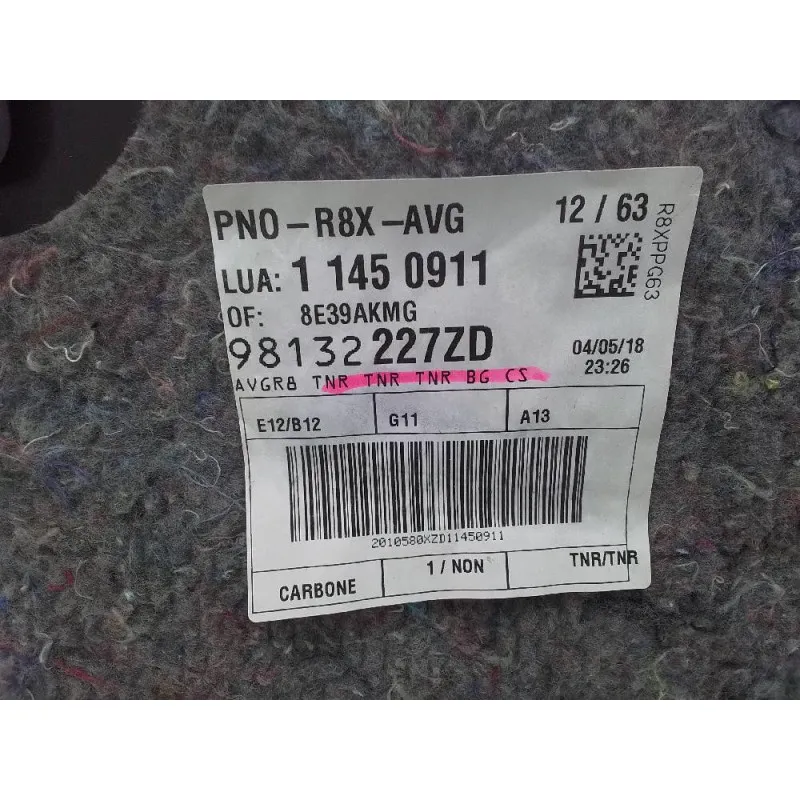 PNO-R8X-AVG 12 / 63
R8XPPG63
LUA: 1 145 0911
OF: 8E39AKMG
98132227ZD 04/05/18
23:26
AVGR8 TNR TNR TNR BG CS
E12/B12 G11 A13
2010580XZD11450911
CARBONE 1 / NON TNR/TNR